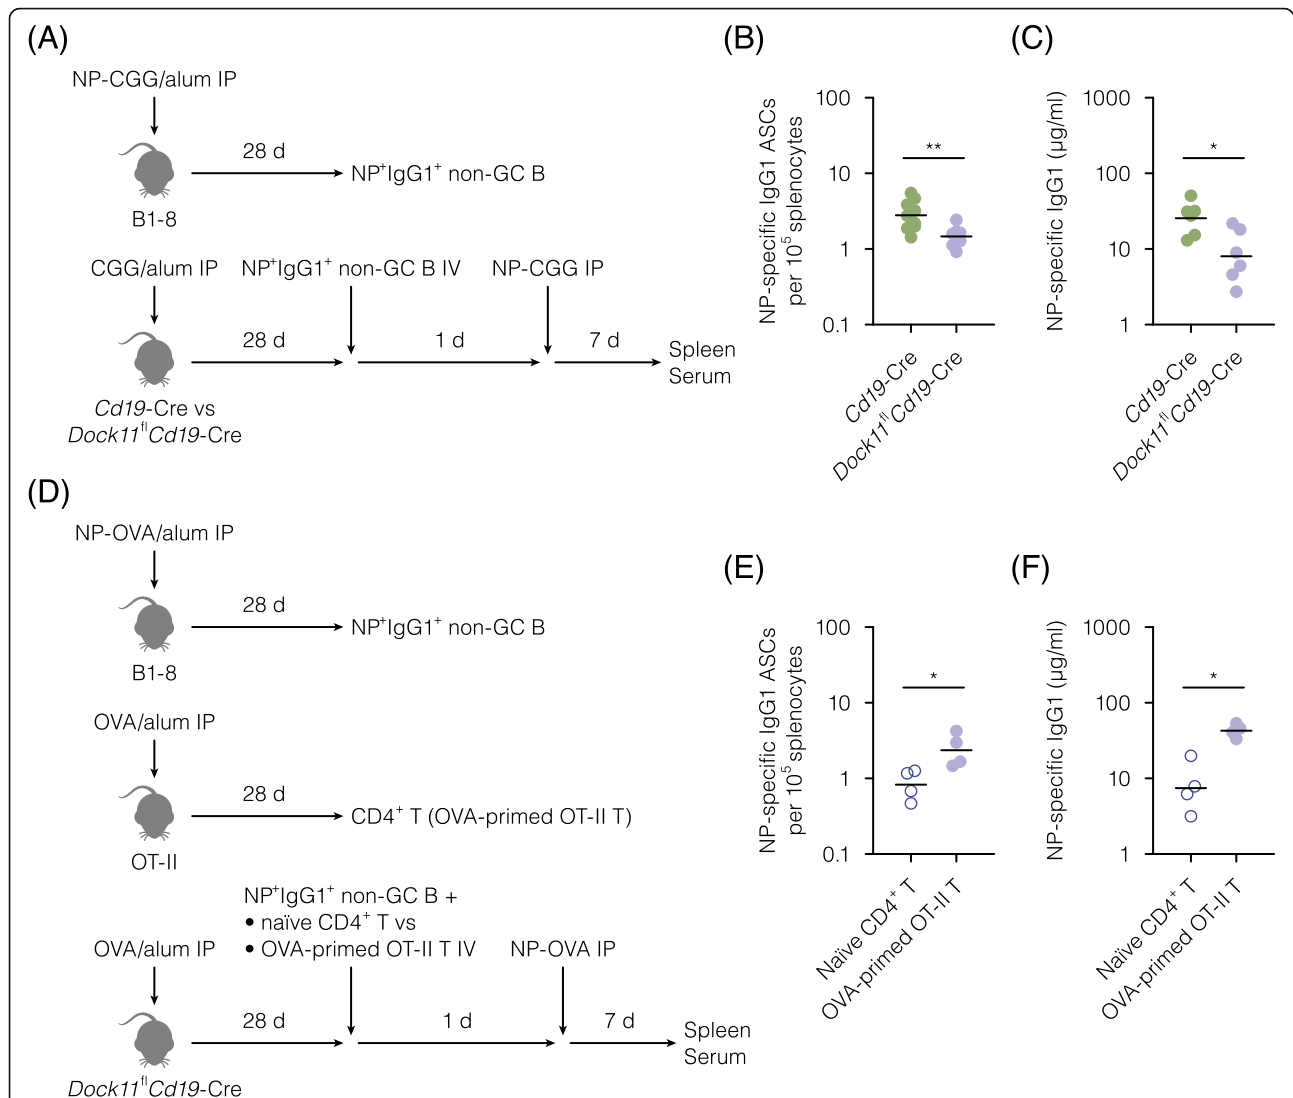 (A)
NP-CGG/alum IP
28 d
NP⁺IgG1⁺ non-GC B
B1-8
CGG/alum IP
NP⁺IgG1⁺ non-GC B IV
NP-CGG IP
28 d
1 d
7 d
Spleen
Serum
Cd19-Cre vs
Dock11ᶠˡCd19-Cre
(B)
NP-specific IgG1 ASCs
per 10⁵ splenocytes
100
10
1
0.1
**
Cd19-Cre
Dock11ᶠˡCd19-Cre
(C)
NP-specific IgG1 (µg/ml)
1000
100
10
1
*
Cd19-Cre
Dock11ᶠˡCd19-Cre
(D)
NP-OVA/alum IP
28 d
NP⁺IgG1⁺ non-GC B
B1-8
OVA/alum IP
28 d
CD4⁺ T (OVA-primed OT-II T)
OT-II
NP⁺IgG1⁺ non-GC B +
• naïve CD4⁺ T vs
• OVA-primed OT-II T IV
OVA/alum IP
NP-OVA IP
28 d
1 d
7 d
Spleen
Serum
Dock11ᶠˡCd19-Cre
(E)
NP-specific IgG1 ASCs
per 10⁵ splenocytes
100
10
1
0.1
*
Naïve CD4⁺ T
OVA-primed OT-II T
(F)
NP-specific IgG1 (µg/ml)
1000
100
10
1
*
Naïve CD4⁺ T
OVA-primed OT-II T